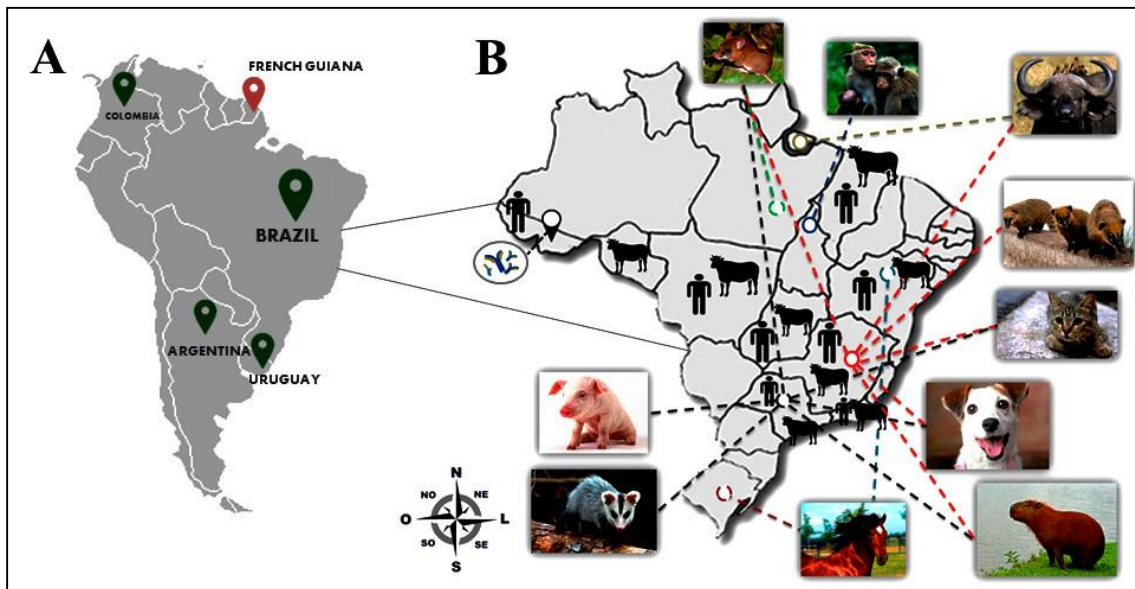 A
FRENCH GUIANA
COLOMBIA
BRAZIL
ARGENTINA
URUGUAY
B
N
NO NE
O L
SO SE
S